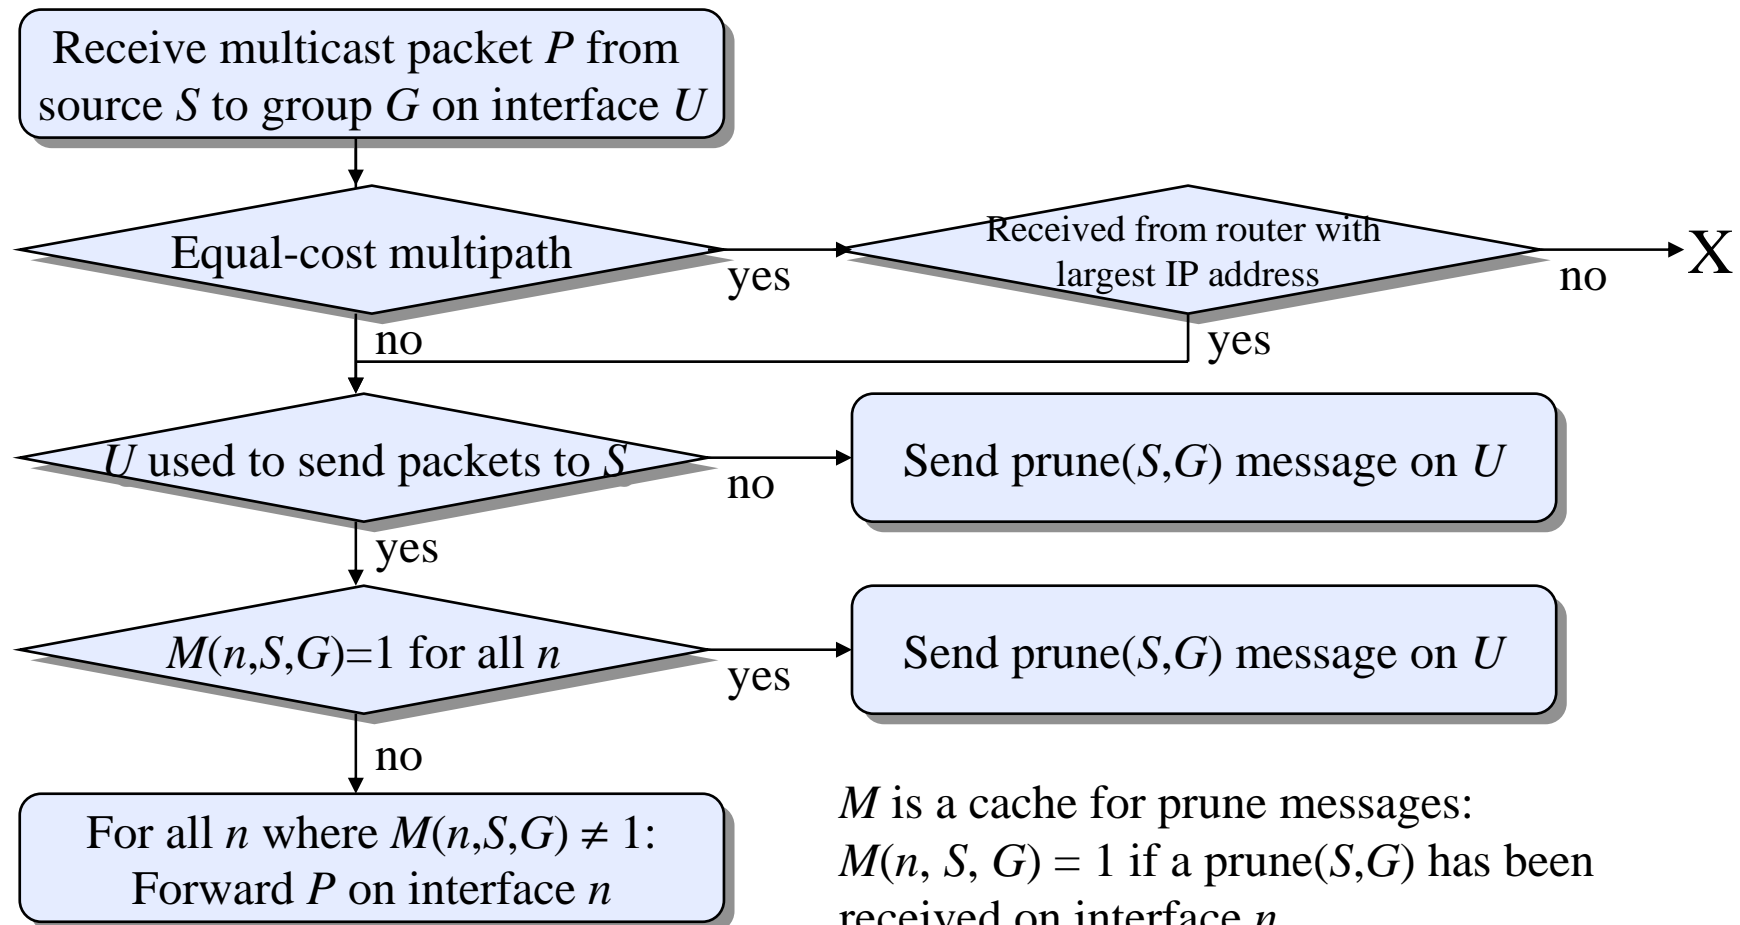 Receive multicast packet P from
source S to group G on interface U
Equal-cost multipath
yes
Received from router with
largest IP address
no
X
no
yes
U used to send packets to S
no
Send prune(S,G) message on U
yes
M(n,S,G)=1 for all n
yes
Send prune(S,G) message on U
no
For all n where M(n,S,G) ≠ 1:
Forward P on interface n
M is a cache for prune messages:
M(n, S, G) = 1 if a prune(S,G) has been
received on interface n